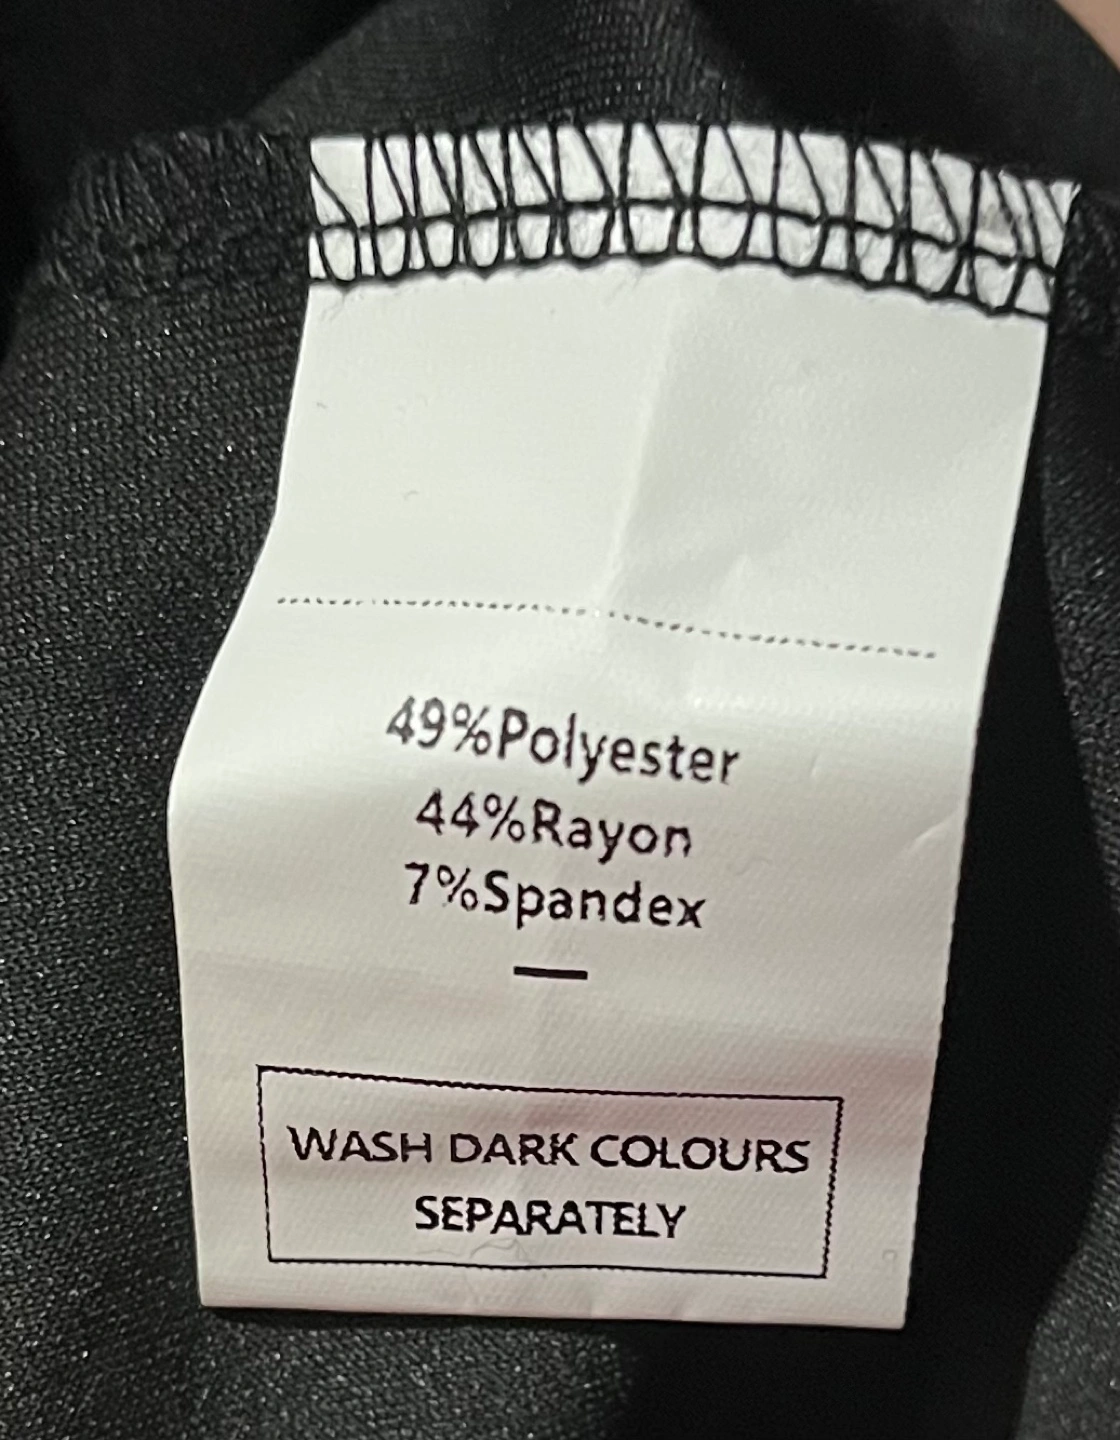 49%Polyester
44%Rayon
7%Spandex
WASH DARK COLOURS
SEPARATELY